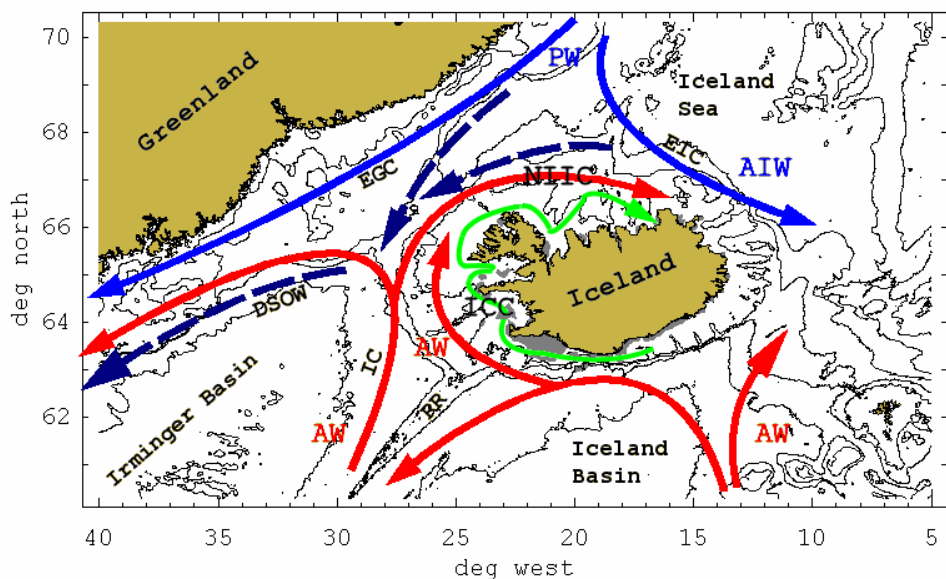 70
68
66
64
62
deg north
40
35
30
25
20
15
10
5
deg west
Greenland
PW
Iceland
Sea
ETC
AIW
EGC
NIIC
Iceland
ICC
DSOW
IC
AW
RR
AW
Irminger Basin
Iceland
Basin
AW